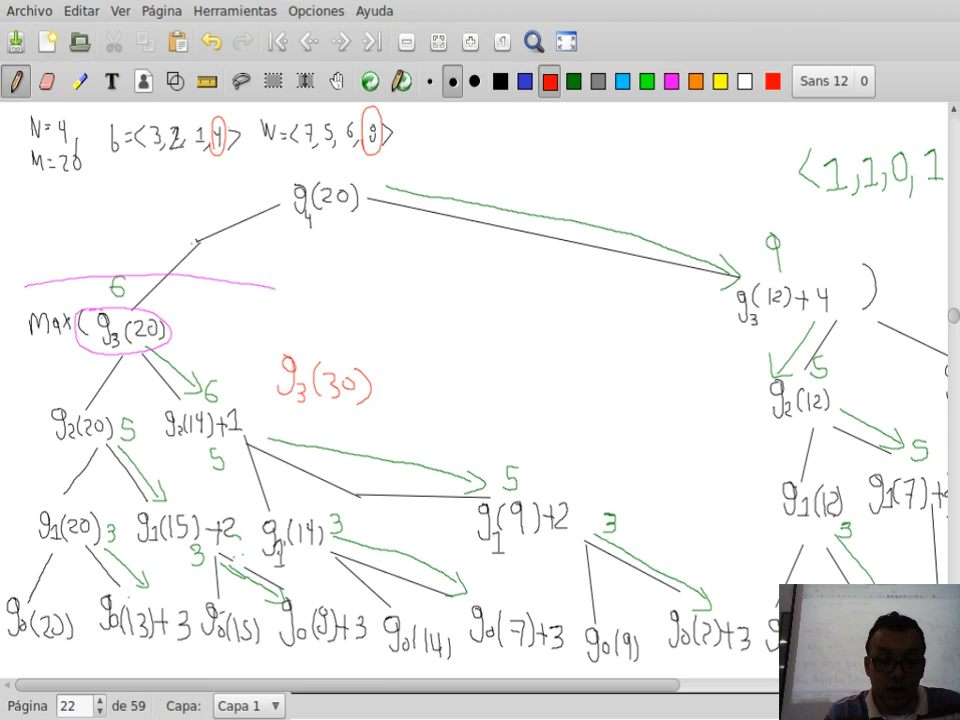 Archivo Editar Ver Página Herramientas Opciones Ayuda
Sans 12 0
N=4,
M=20
b=<3,2,1,4> W=<7,5,6,9>
<1,1,0,1
g4(20)
9
6
Max( g3(20)
g3(12)+4 )
g3(30)
6
5
g2(20) 5 g2(14)+1
g2(12)
5
5
5
g1(20) 3 g1(15)+2 g1(14) 3 g1(9)+2 3
g1(12) g1(7)+
3
3
g0(20) g0(13)+3 g0(15) g0(8)+3 g0(14) g0(7)+3 g0(9) g0(2)+3
Página 22 de 59 Capa: Capa 1